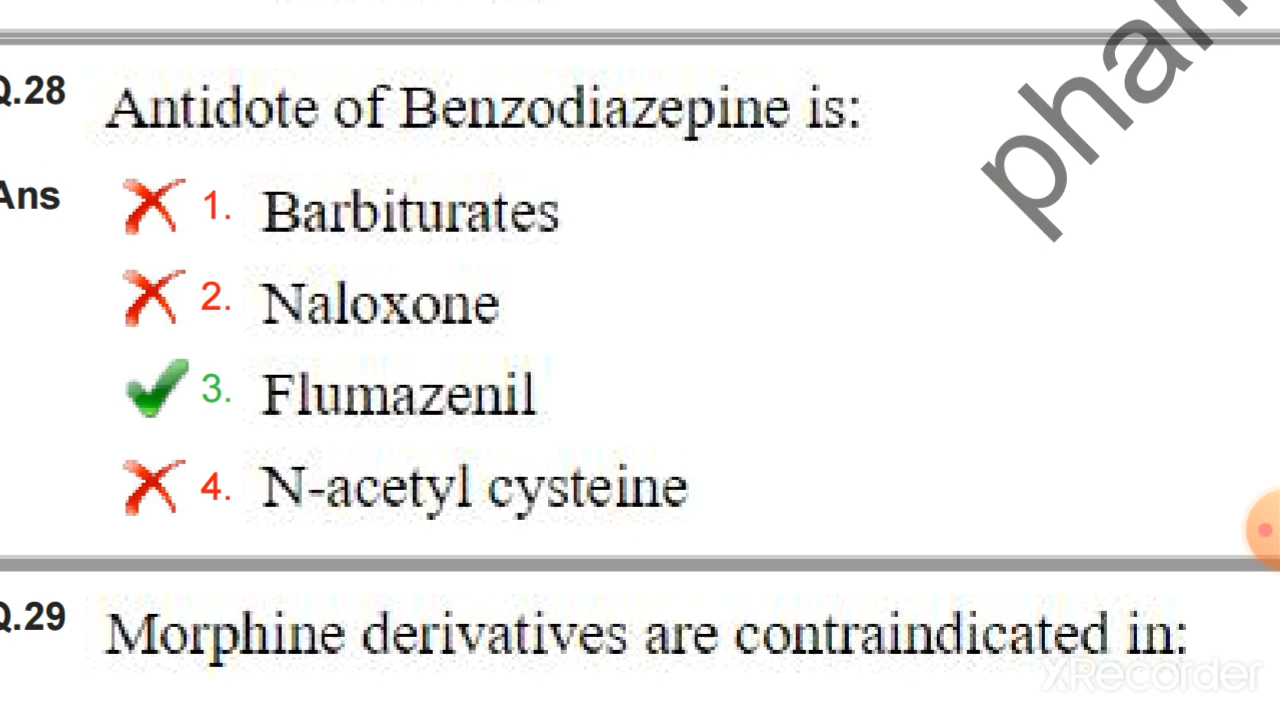 Q.28 Antidote of Benzodiazepine is:
Ans 1. Barbiturates
2. Naloxone
3. Flumazenil
4. N-acetyl cysteine
Q.29 Morphine derivatives are contraindicated in:
XRecorder